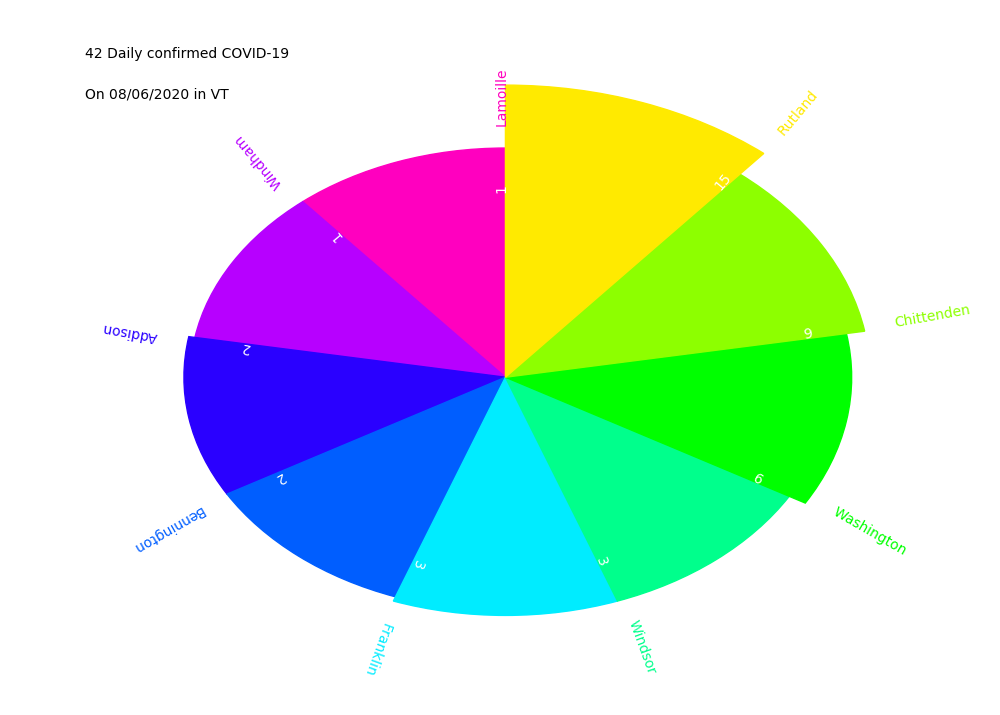 42 Daily confirmed COVID-19
On 08/06/2020 in VT
Lamoille
1
Rutland
15
Chittenden
9
Washington
6
Windsor
3
Franklin
3
Bennington
2
Addison
2
Windham
1